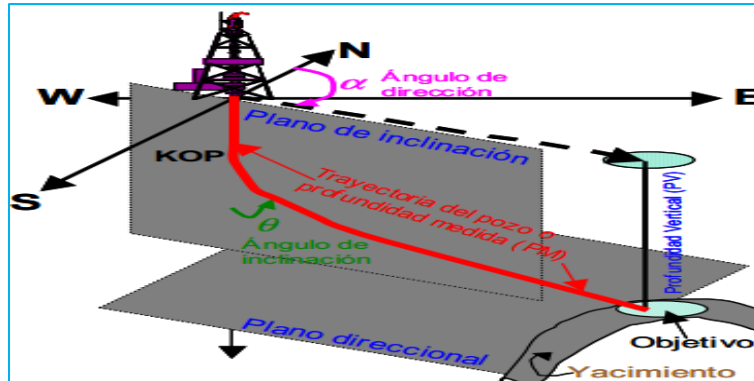 N
α Ángulo de
dirección
W
E
Plano de inclinación
KOP
S
Trayectoria del pozo o
profundidad medida (PM)
θ
Ángulo de
inclinación
Profundidad Vertical (PV)
Plano direccional
Objetivo
Yacimiento